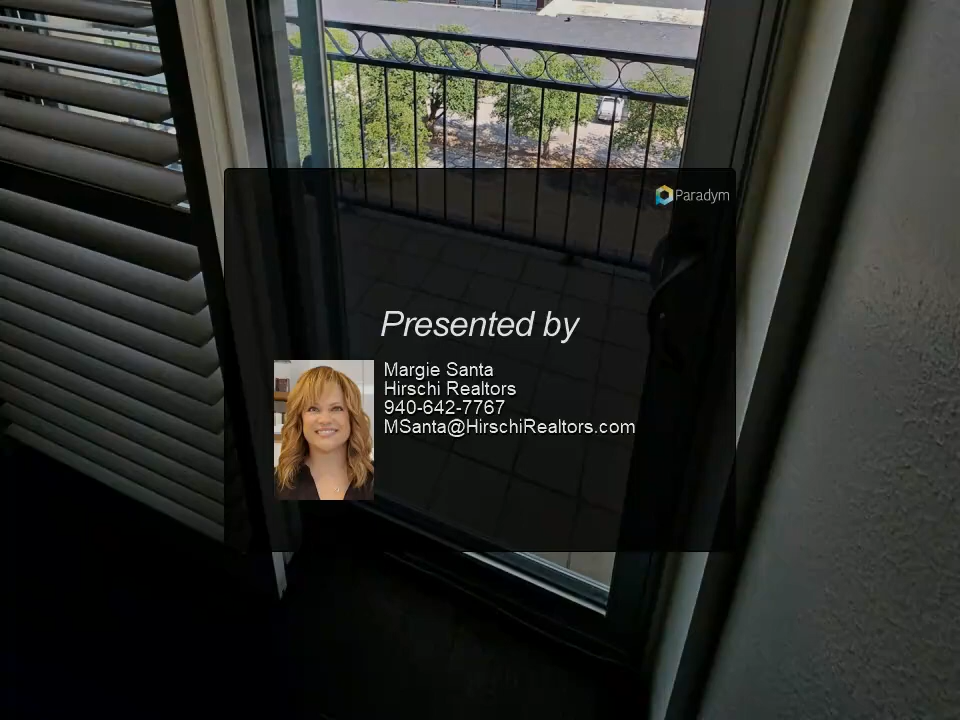 Paradym
Presented by
Margie Santa
Hirschi Realtors
940-642-7767
MSanta@HirschiRealtors.com